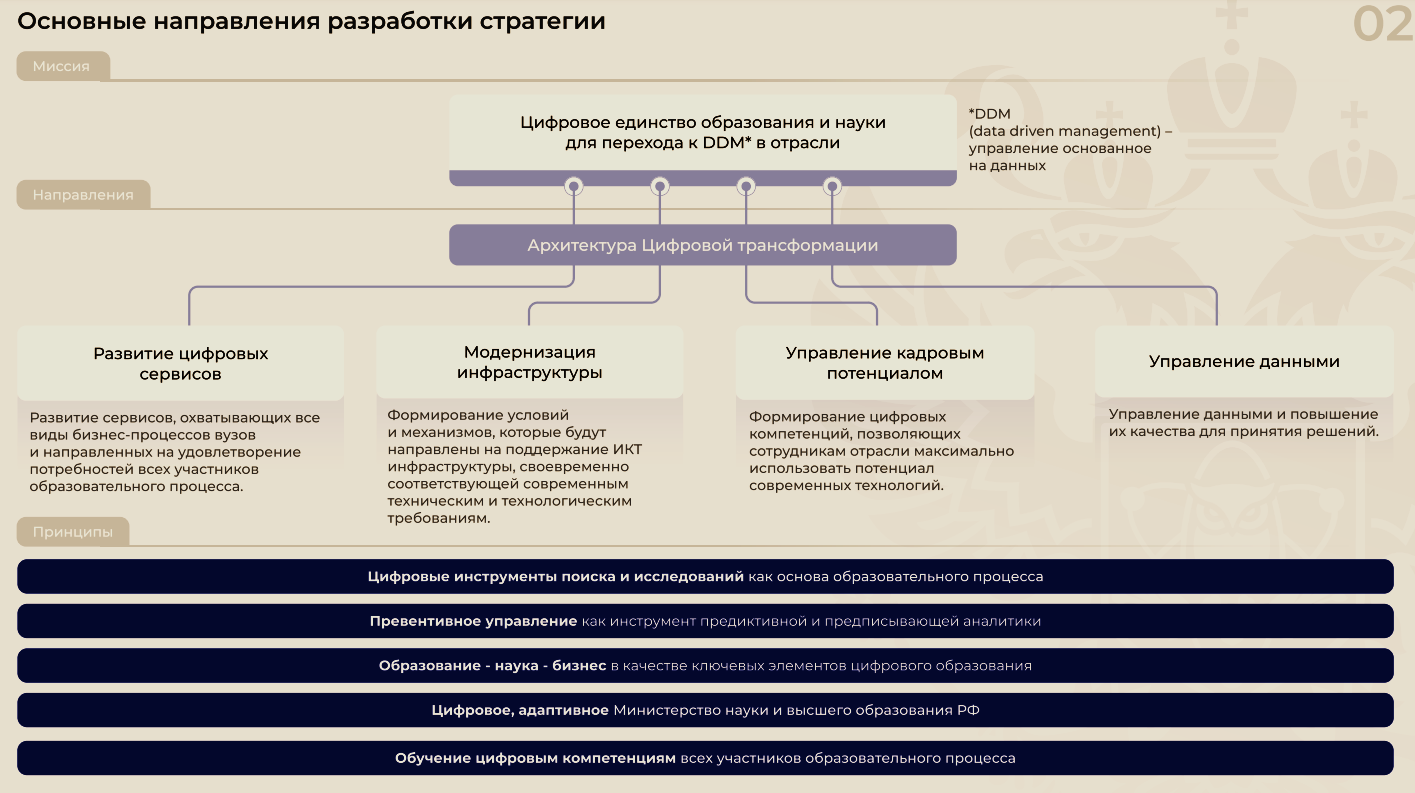 Основные направления разработки стратегии
02
Миссия
Цифровое единство образования и науки
для перехода к DDM* в отрасли
*DDM
(data driven management) –
управление основанное
на данных
Направления
Архитектура Цифровой трансформации
Развитие цифровых
сервисов
Развитие сервисов, охватывающих все
виды бизнес-процессов вузов
и направленных на удовлетворение
потребностей всех участников
образовательного процесса.
Модернизация
инфраструктуры
Формирование условий
и механизмов, которые будут
направлены на поддержание ИКТ
инфраструктуры, своевременно
соответствующей современным
техническим и технологическим
требованиям.
Управление кадровым
потенциалом
Формирование цифровых
компетенций, позволяющих
сотрудникам отрасли максимально
использовать потенциал
современных технологий.
Управление данными
Управление данными и повышение
их качества для принятия решений.
Принципы
Цифровые инструменты поиска и исследований как основа образовательного процесса
Превентивное управление как инструмент предиктивной и предписывающей аналитики
Образование - наука - бизнес в качестве ключевых элементов цифрового образования
Цифровое, адаптивное Министерство науки и высшего образования РФ
Обучение цифровым компетенциям всех участников образовательного процесса